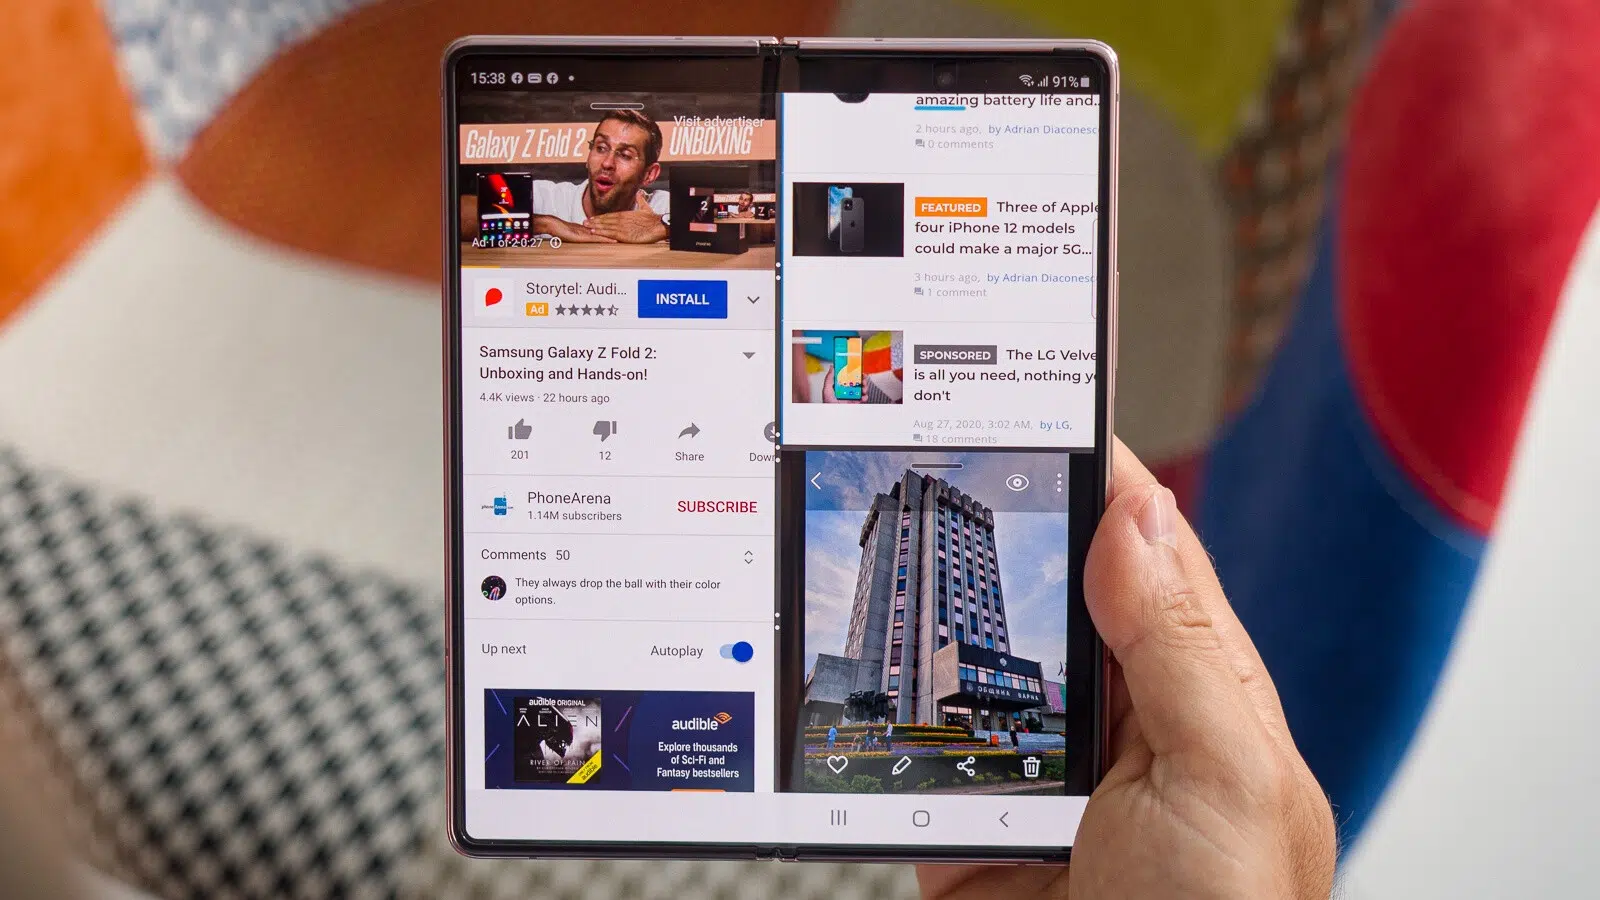 15:38
91%
Visit advertiser
Galaxy Z Fold 2 UNBOXING
2
Ad·1 of 2·0:27
Storytel: Audi...
Ad
INSTALL
Samsung Galaxy Z Fold 2:
Unboxing and Hands-on!
4.4K views · 22 hours ago
201
12
Share
Down
PhoneArena
1.14M subscribers
SUBSCRIBE
Comments 50
They always drop the ball with their color
options.
Up next
Autoplay
audible ORIGINAL
ALIEN
RIVER OF PAIN
audible
Explore thousands
of Sci-Fi and
Fantasy bestsellers
amazing battery life and..
2 hours ago, by Adrian Diaconesc
0 comments
FEATURED Three of Apple
four iPhone 12 models
could make a major 5G...
3 hours ago, by Adrian Diaconesc
1 comment
SPONSORED The LG Velve
is all you need, nothing y
don't
Aug 27, 2020, 3:02 AM, by LG,
18 comments
ОБЩИНА ВАРНА